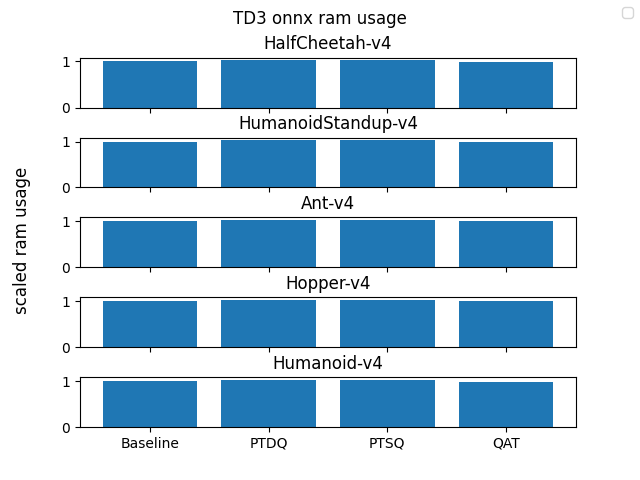 TD3 onnx ram usage
HalfCheetah-v4
1
0
HumanoidStandup-v4
1
0
Ant-v4
1
0
Hopper-v4
1
0
Humanoid-v4
1
0
Baseline PTDQ PTSQ QAT
scaled ram usage